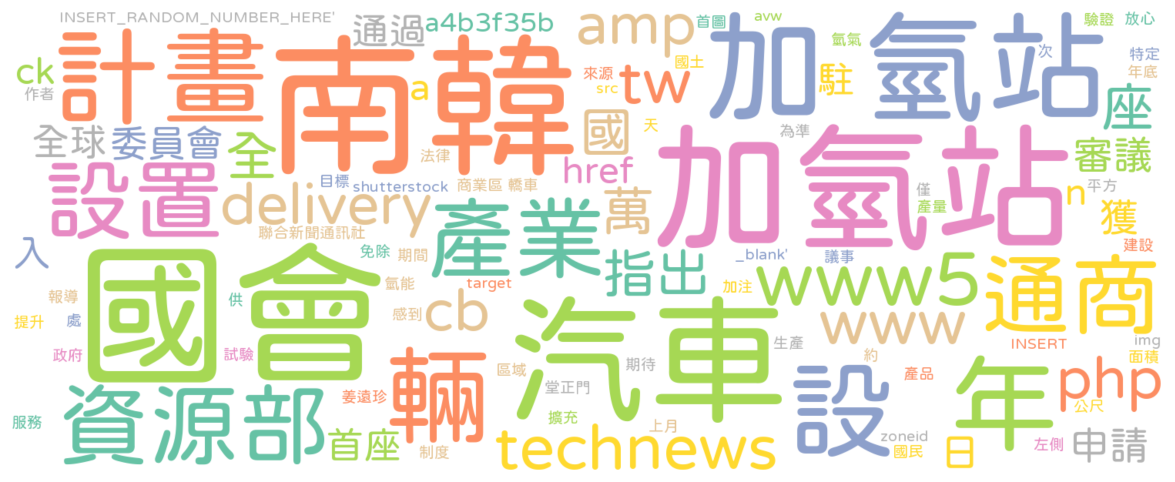 INSERT_RANDOM_NUMBER_HERE'
通過
a4b3f35b
首圖
avw
驗證
放心
計畫
南韓
amp
氫氣
加氫站
次
特定
年底
ck
作者
a
來源
src
tw
國土
駐
座
全球
委員會
全
法律
國
天
為準
加氫站
審議
設置
目標
shutterstock
商業區
轎車
href
萬
僅
產量
n
平方
獲
delivery
聯合新聞通訊社
產業
入
免除
期間
指出
_blank'
議事
建設
國會
供
氫能
target
加注
www5
通商
報導
提升
處
感到
cb
汽車
www
INSERT
img
面積
政府
試驗
輛
區域
期待
生產
約
堂正門
設
產品
年
php
公尺
資源部
姜遠珍
擴充
服務
首座
制度
上月
technews
zoneid
國民
日
左側
申請